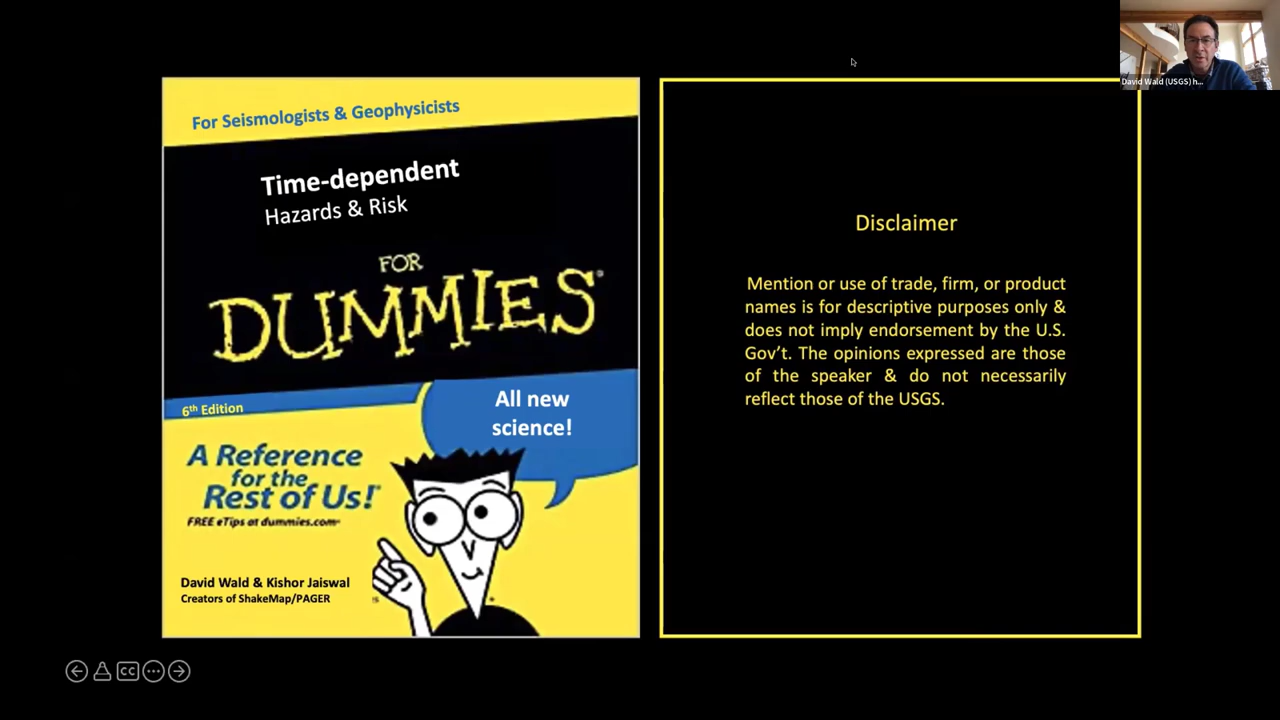 For Seismologists & Geophysicists
Time-dependent
Hazards & Risk
FOR
DUMMIES®
6th Edition
All new
science!
A Reference
for the
Rest of Us!
FREE eTips at dummies.com
David Wald & Kishor Jaiswal
Creators of ShakeMap/PAGER
Disclaimer
Mention or use of trade, firm, or product
names is for descriptive purposes only &
does not imply endorsement by the U.S.
Gov’t. The opinions expressed are those
of the speaker & do not necessarily
reflect those of the USGS.
David Wald (USGS) h...
CC